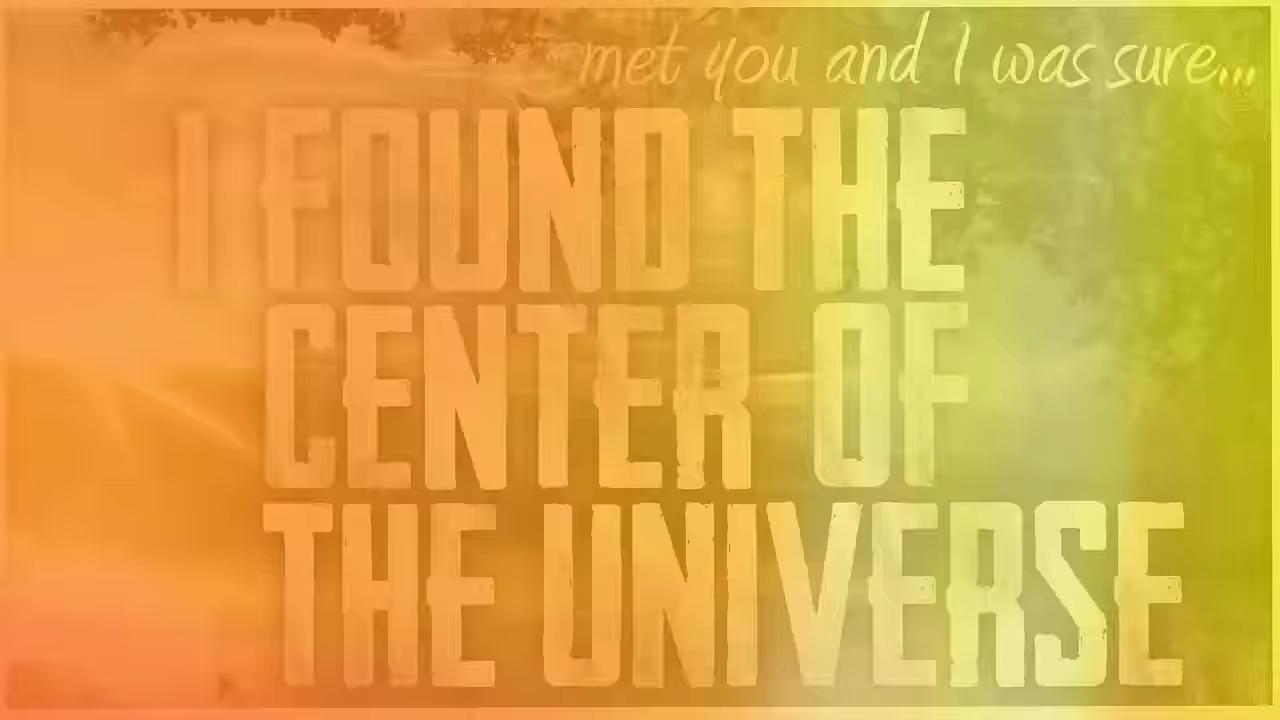 met you and I was sure...
I FOUND THE
CENTER OF
THE UNIVERSE